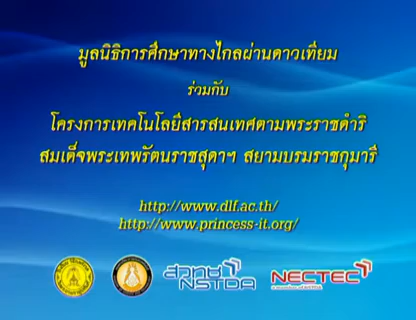 มูลนิธิการศึกษาทางไกลผ่านดาวเทียม
ร่วมกับ
โครงการเทคโนโลยีสารสนเทศตามพระราชดำริ
สมเด็จพระเทพรัตนราชสุดาฯ สยามบรมราชกุมารี
http://www.dlf.ac.th/
http://www.princess-it.org/
สวทช
NSTDA
NECTEC